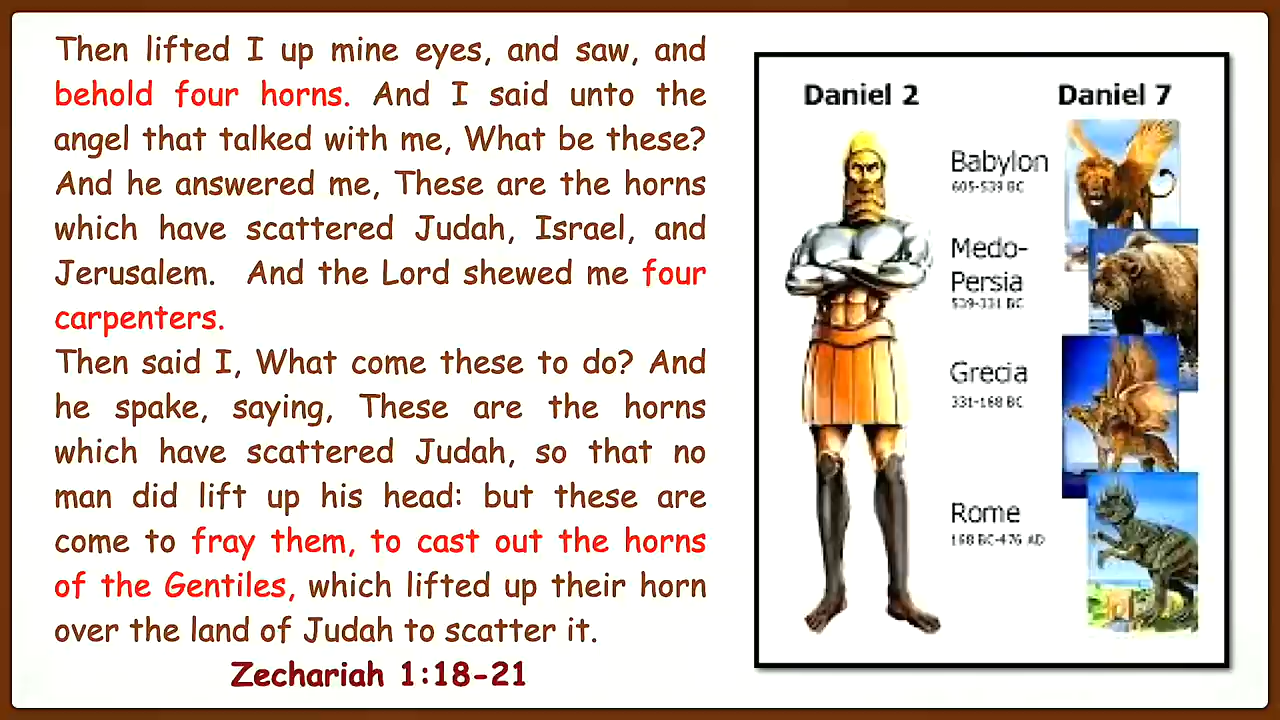 Then lifted I up mine eyes, and saw, and
behold four horns. And I said unto the
angel that talked with me, What be these?
And he answered me, These are the horns
which have scattered Judah, Israel, and
Jerusalem. And the Lord shewed me four
carpenters.
Then said I, What come these to do? And
he spake, saying, These are the horns
which have scattered Judah, so that no
man did lift up his head: but these are
come to fray them, to cast out the horns
of the Gentiles, which lifted up their horn
over the land of Judah to scatter it.
Zechariah 1:18-21
Daniel 2
Daniel 7
Babylon
605-539 BC
Medo-
Persia
539-331 BC
Grecia
331-168 BC
Rome
168 BC-476 AD